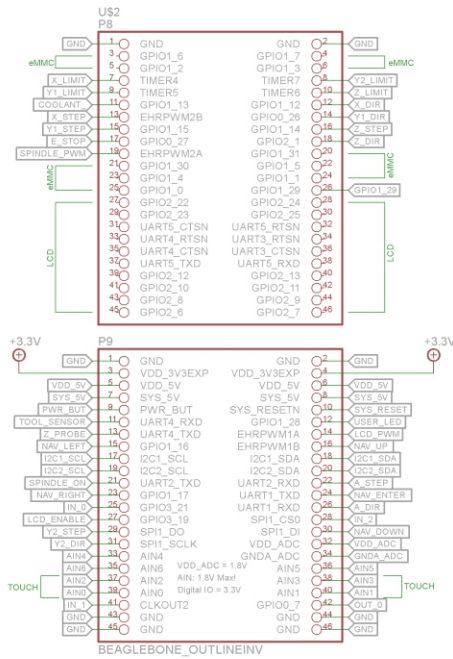 U$2
P8
GND 1 GND GND 2 GND
eMMC 3 GPIO1_6 GPIO1_7 4 eMMC
5 GPIO1_2 GPIO1_3 6
X_LIMIT 7 TIMER4 TIMER7 8 Y2_LIMIT
Y1_LIMIT 9 TIMER5 TIMER6 10 Z_LIMIT
COOLANT_ 11 GPIO1_13 GPIO1_12 12 X_DIR
X_STEP 13 EHRPWM2B GPIO0_26 14 Y1_DIR
Y1_STEP 15 GPIO1_15 GPIO1_14 16 Z_STEP
E_STOP 17 GPIO0_27 GPIO2_1 18 Z_DIR
SPINDLE_PWM 19 EHRPWM2A GPIO1_31 20
eMMC 21 GPIO1_30 GPIO1_5 22 eMMC
23 GPIO1_4 GPIO1_1 24
25 GPIO1_0 GPIO1_29 26 GPIO1_29
27 GPIO2_22 GPIO2_24 28
29 GPIO2_23 GPIO2_25 30
31 UART5_CTSN UART5_RTSN 32
33 UART4_RTSN UART3_RTSN 34
LCD 35 UART4_CTSN UART3_CTSN 36 LCD
37 UART5_TXD UART5_RXD 38
39 GPIO2_12 GPIO2_13 40
41 GPIO2_10 GPIO2_11 42
43 GPIO2_8 GPIO2_9 44
45 GPIO2_6 GPIO2_7 46
+3.3V P9 +3.3V
GND 1 GND GND 2 GND
3 VDD_3V3EXP VDD_3V3EXP 4
VDD_5V 5 VDD_5V VDD_5V 6 VDD_5V
SYS_5V 7 SYS_5V SYS_5V 8 SYS_5V
PWR_BUT 9 PWR_BUT SYS_RESETN 10 SYS_RESET
TOOL_SENSOR 11 UART4_RXD GPIO1_28 12 USER_LED
Z_PROBE 13 UART4_TXD EHRPWM1A 14 LCD_PWM
NAV_LEFT 15 GPIO1_16 EHRPWM1B 16 NAV_UP
I2C1_SCL 17 I2C1_SCL I2C1_SDA 18 I2C1_SDA
I2C2_SCL 19 I2C2_SCL I2C2_SDA 20 I2C2_SDA
SPINDLE_ON 21 UART2_TXD UART2_RXD 22 A_STEP
NAV_RIGHT 23 GPIO1_17 UART1_TXD 24 NAV_ENTER
IN_0 25 GPIO3_21 UART1_RXD 26 A_DIR
LCD_ENABLE 27 GPIO3_19 SPI1_CS0 28 IN_2
Y2_STEP 29 SPI1_DO SPI1_DI 30 NAV_DOWN
Y2_DIR 31 SPI1_SCLK VDD_ADC 32 VDD_ADC
AIN4 33 AIN4 GNDA_ADC 34 GNDA_ADC
AIN6 35 AIN6 VDD_ADC = 1.8V AIN5 36 AIN5
TOUCH AIN2 37 AIN2 AIN: 1.8V Max! AIN3 38 AIN3 TOUCH
AIN0 39 AIN0 Digital IO = 3.3V AIN1 40 AIN1
IN_1 41 CLKOUT2 GPIO0_7 42 OUT_0
GND 43 GND GND 44 GND
GND 45 GND GND 46 GND
BEAGLEBONE_OUTLINEINV